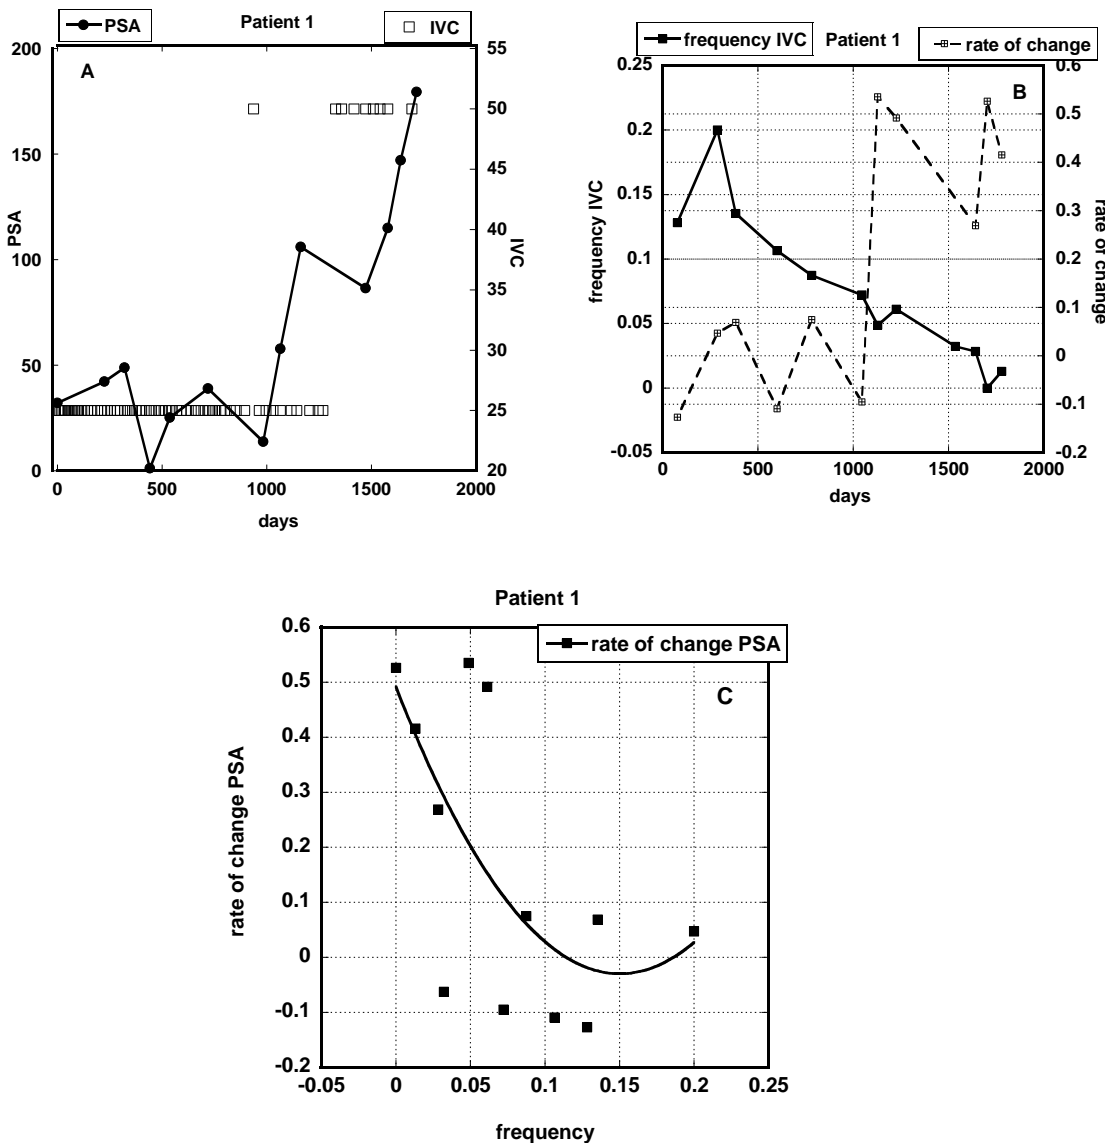 PSA
Patient 1
IVC
200
150
100
50
0
A
55
50
45
40
35
30
25
20
PSA
IVC
0
500
1000
1500
2000
days
frequency IVC
Patient 1
rate of change
0.25
0.2
0.15
0.1
0.05
0
-0.05
B
0.6
0.5
0.4
0.3
0.2
0.1
0
-0.1
-0.2
frequency IVC
rate of change
0
500
1000
1500
2000
days
Patient 1
rate of change PSA
0.6
0.5
0.4
0.3
0.2
0.1
0
-0.1
-0.2
C
rate of change PSA
-0.05
0
0.05
0.1
0.15
0.2
0.25
frequency